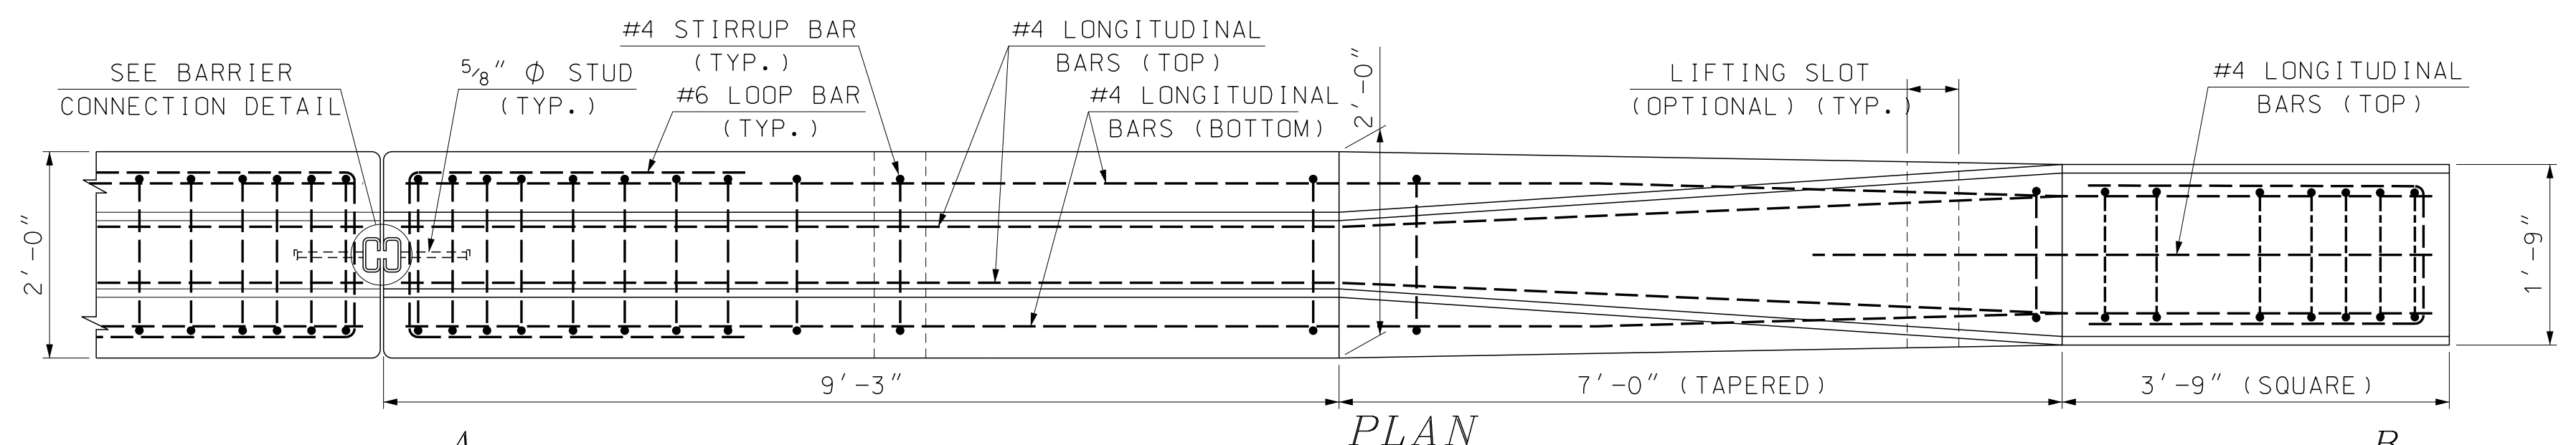 #4 STIRRUP BAR
(TYP.)
#4 LONGITUDINAL
BARS (TOP)
SEE BARRIER
CONNECTION DETAIL
5/8" Ø STUD
(TYP.)
#6 LOOP BAR
(TYP.)
#4 LONGITUDINAL
BARS (BOTTOM)
2'-0"
LIFTING SLOT
(OPTIONAL) (TYP.)
#4 LONGITUDINAL
BARS (TOP)
2'-0"
1'-9"
9'-3"
7'-0" (TAPERED)
3'-9" (SQUARE)
PLAN
A
B